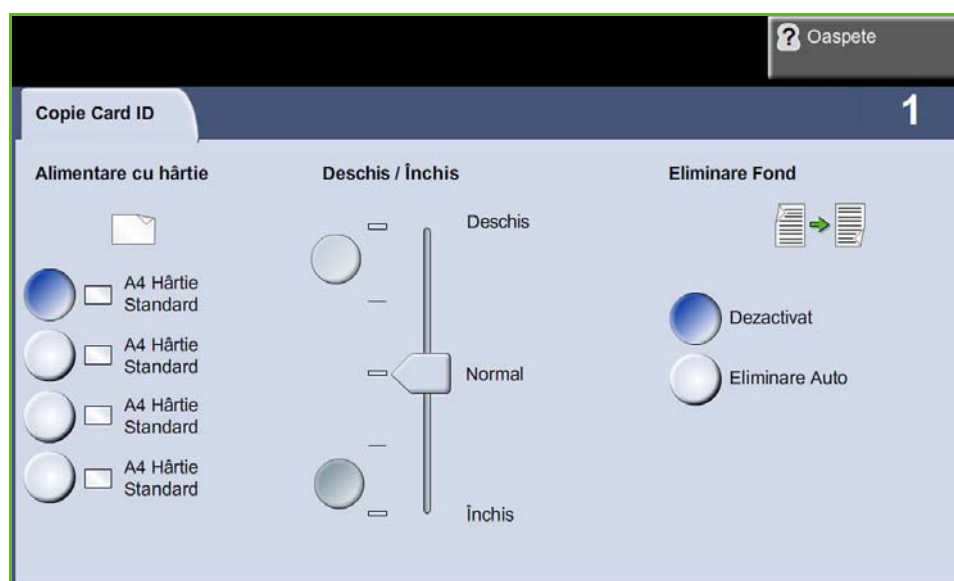 ? Oaspete
Copie Card ID
1
Alimentare cu hârtie
A4 Hârtie
Standard
A4 Hârtie
Standard
A4 Hârtie
Standard
A4 Hârtie
Standard
Deschis / Închis
Deschis
Normal
Închis
Eliminare Fond
Dezactivat
Eliminare Auto